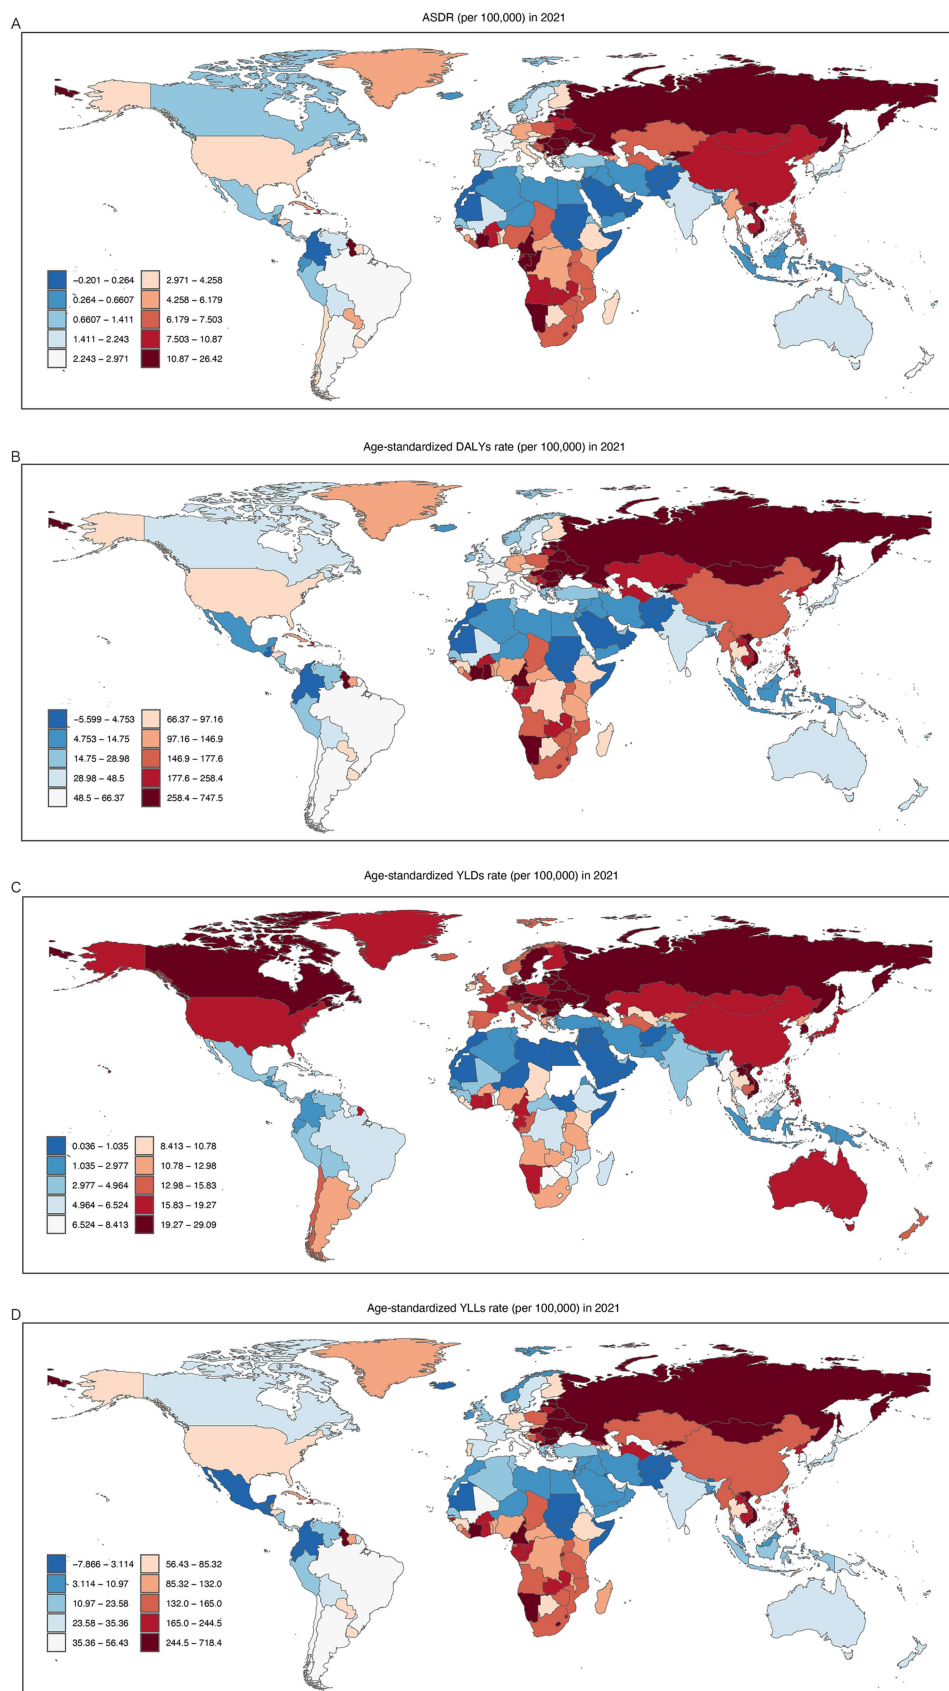 A
ASDR (per 100,000) in 2021
−0.201 − 0.264
0.264 − 0.6607
0.6607 − 1.411
1.411 − 2.243
2.243 − 2.971
2.971 − 4.258
4.258 − 6.179
6.179 − 7.503
7.503 − 10.87
10.87 − 26.42
B
Age-standardized DALYs rate (per 100,000) in 2021
−5.599 − 4.753
4.753 − 14.75
14.75 − 28.98
28.98 − 48.5
48.5 − 66.37
66.37 − 97.16
97.16 − 146.9
146.9 − 177.6
177.6 − 258.4
258.4 − 747.5
C
Age-standardized YLDs rate (per 100,000) in 2021
0.036 − 1.035
1.035 − 2.977
2.977 − 4.964
4.964 − 6.524
6.524 − 8.413
8.413 − 10.78
10.78 − 12.98
12.98 − 15.83
15.83 − 19.27
19.27 − 29.09
D
Age-standardized YLLs rate (per 100,000) in 2021
−7.866 − 3.114
3.114 − 10.97
10.97 − 23.58
23.58 − 35.36
35.36 − 56.43
56.43 − 85.32
85.32 − 132.0
132.0 − 165.0
165.0 − 244.5
244.5 − 718.4